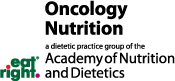 Oncology
Nutrition
a dietetic practice group of the
eat right. Academy of Nutrition
and Dietetics